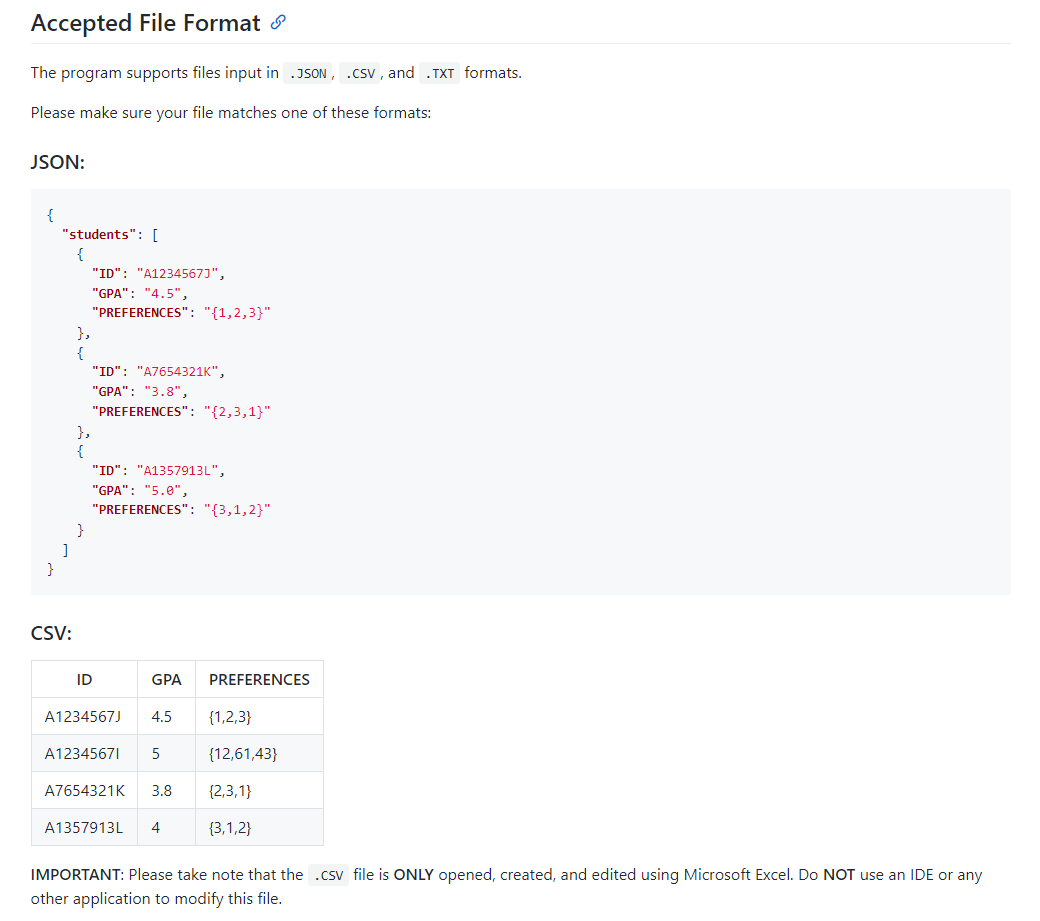 Accepted File Format
The program supports files input in .JSON, .CSV, and .TXT formats.
Please make sure your file matches one of these formats:
JSON:
{
  "students": [
    {
      "ID": "A1234567J",
      "GPA": "4.5",
      "PREFERENCES": "{1,2,3}"
    },
    {
      "ID": "A7654321K",
      "GPA": "3.8",
      "PREFERENCES": "{2,3,1}"
    },
    {
      "ID": "A1357913L",
      "GPA": "5.0",
      "PREFERENCES": "{3,1,2}"
    }
  ]
}
CSV:
ID GPA PREFERENCES
A1234567J 4.5 {1,2,3}
A1234567I 5 {12,61,43}
A7654321K 3.8 {2,3,1}
A1357913L 4 {3,1,2}
IMPORTANT: Please take note that the .CSV file is ONLY opened, created, and edited using Microsoft Excel. Do NOT use an IDE or any
other application to modify this file.